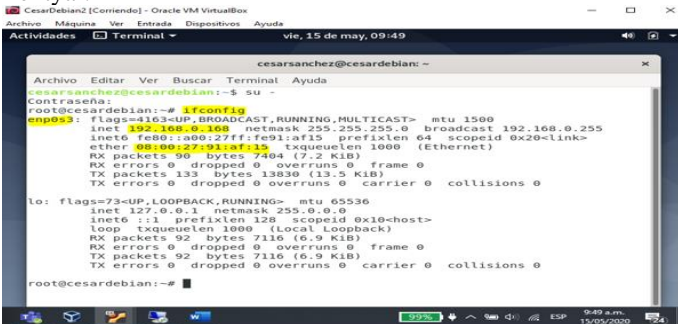 CesarDebian2 [Corriendo] - Oracle VM VirtualBox
Archivo Máquina Ver Entrada Dispositivos Ayuda
Actividades Terminal vie, 15 de may, 09:49
cesarsanchez@cesardebian: ~
Archivo Editar Ver Buscar Terminal Ayuda
cesarsanchez@cesardebian:~$ su -
Contraseña:
root@cesardebian:~# ifconfig
enp0s3: flags=4163<UP,BROADCAST,RUNNING,MULTICAST> mtu 1500
inet 192.168.0.168 netmask 255.255.255.0 broadcast 192.168.0.255
inet6 fe80::a00:27ff:fe91:af15 prefixlen 64 scopeid 0x20<link>
ether 08:00:27:91:af:15 txqueuelen 1000 (Ethernet)
RX packets 90 bytes 7404 (7.2 KiB)
RX errors 0 dropped 0 overruns 0 frame 0
TX packets 133 bytes 13830 (13.5 KiB)
TX errors 0 dropped 0 overruns 0 carrier 0 collisions 0
lo: flags=73<UP,LOOPBACK,RUNNING> mtu 65536
inet 127.0.0.1 netmask 255.0.0.0
inet6 ::1 prefixlen 128 scopeid 0x10<host>
loop txqueuelen 1000 (Local Loopback)
RX packets 92 bytes 7116 (6.9 KiB)
RX errors 0 dropped 0 overruns 0 frame 0
TX packets 92 bytes 7116 (6.9 KiB)
TX errors 0 dropped 0 overruns 0 carrier 0 collisions 0
root@cesardebian:~#
99% ESP 9:49 a.m.
15/05/2020 24